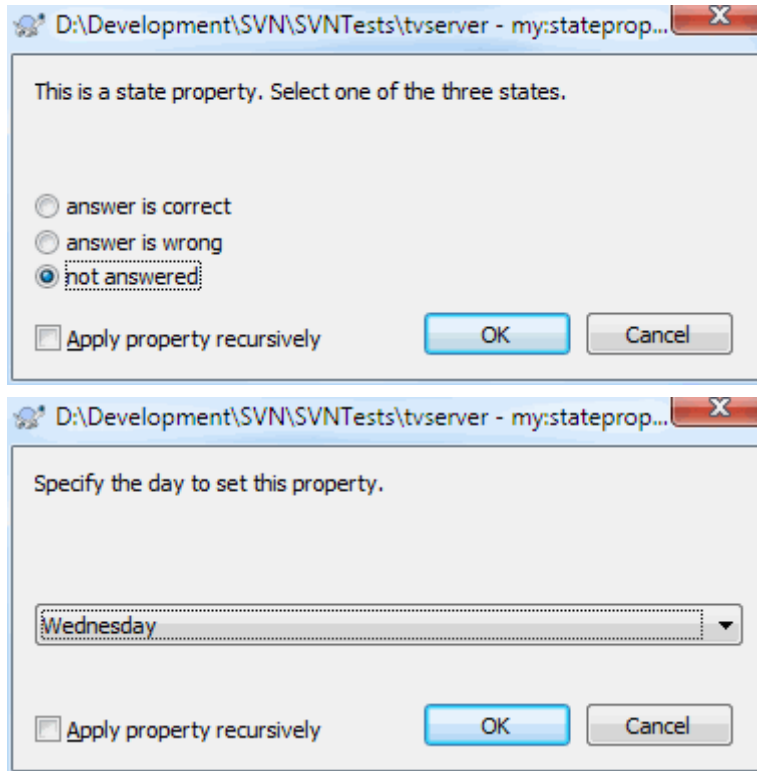 D:\Development\SVN\SVNTests\tvserver - my:stateprop...
This is a state property. Select one of the three states.
answer is correct
answer is wrong
not answered
Apply property recursively OK Cancel
D:\Development\SVN\SVNTests\tvserver - my:stateprop...
Specify the day to set this property.
Wednesday
Apply property recursively OK Cancel